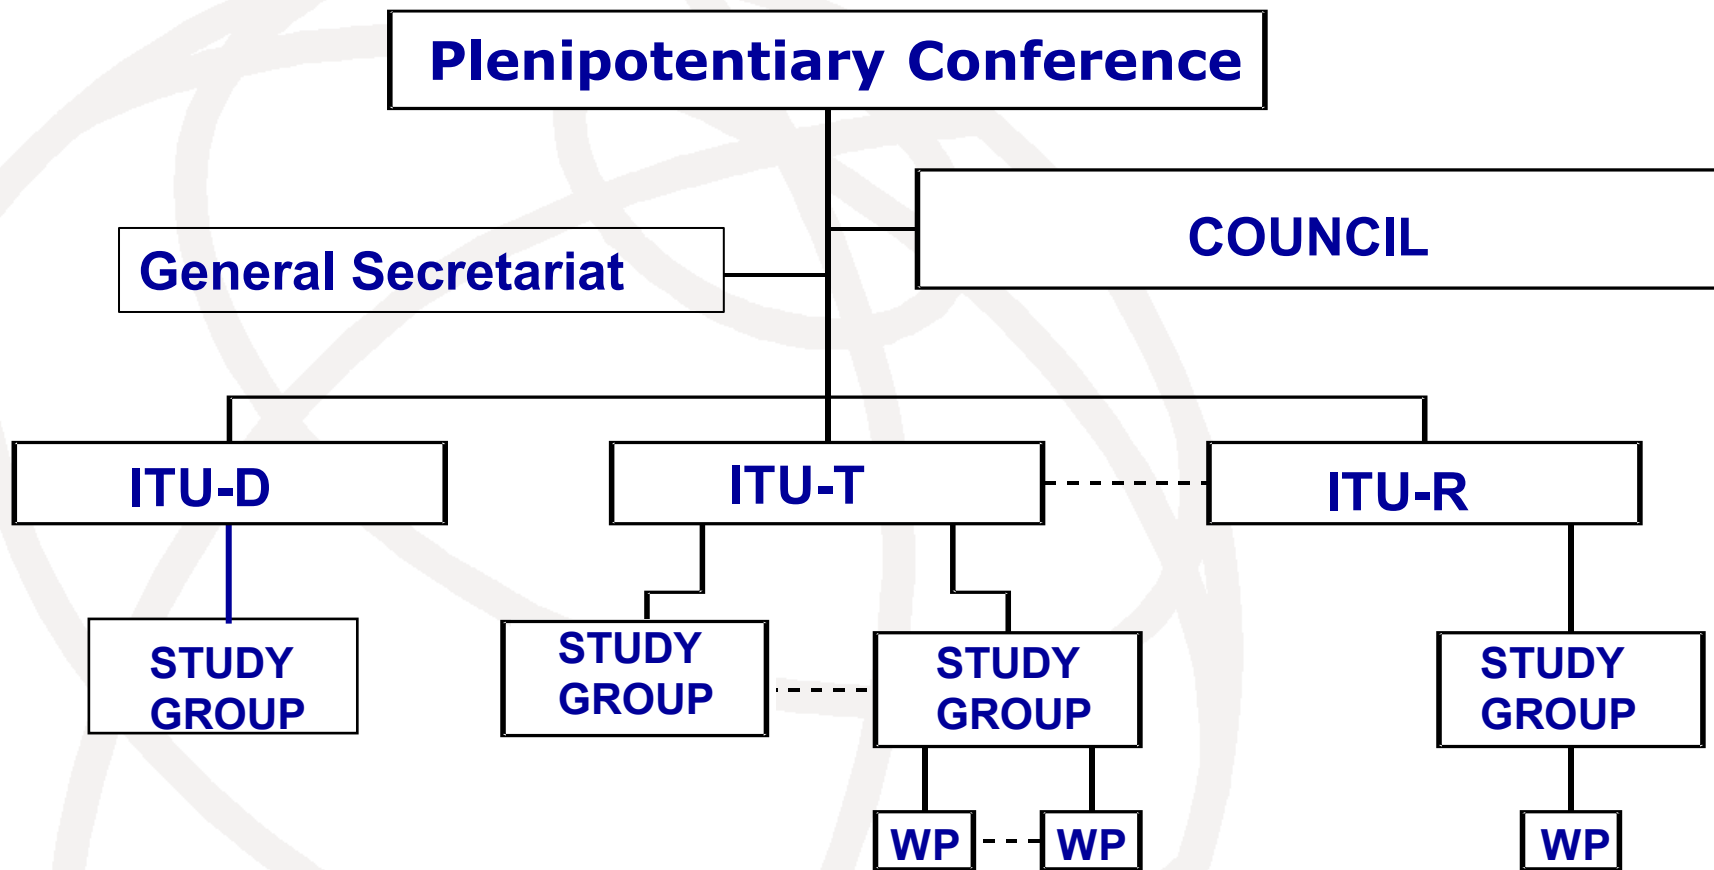 Plenipotentiary Conference
COUNCIL
General Secretariat
ITU-D
ITU-T
ITU-R
STUDY
GROUP
STUDY
GROUP
STUDY
GROUP
STUDY
GROUP
WP
WP
WP